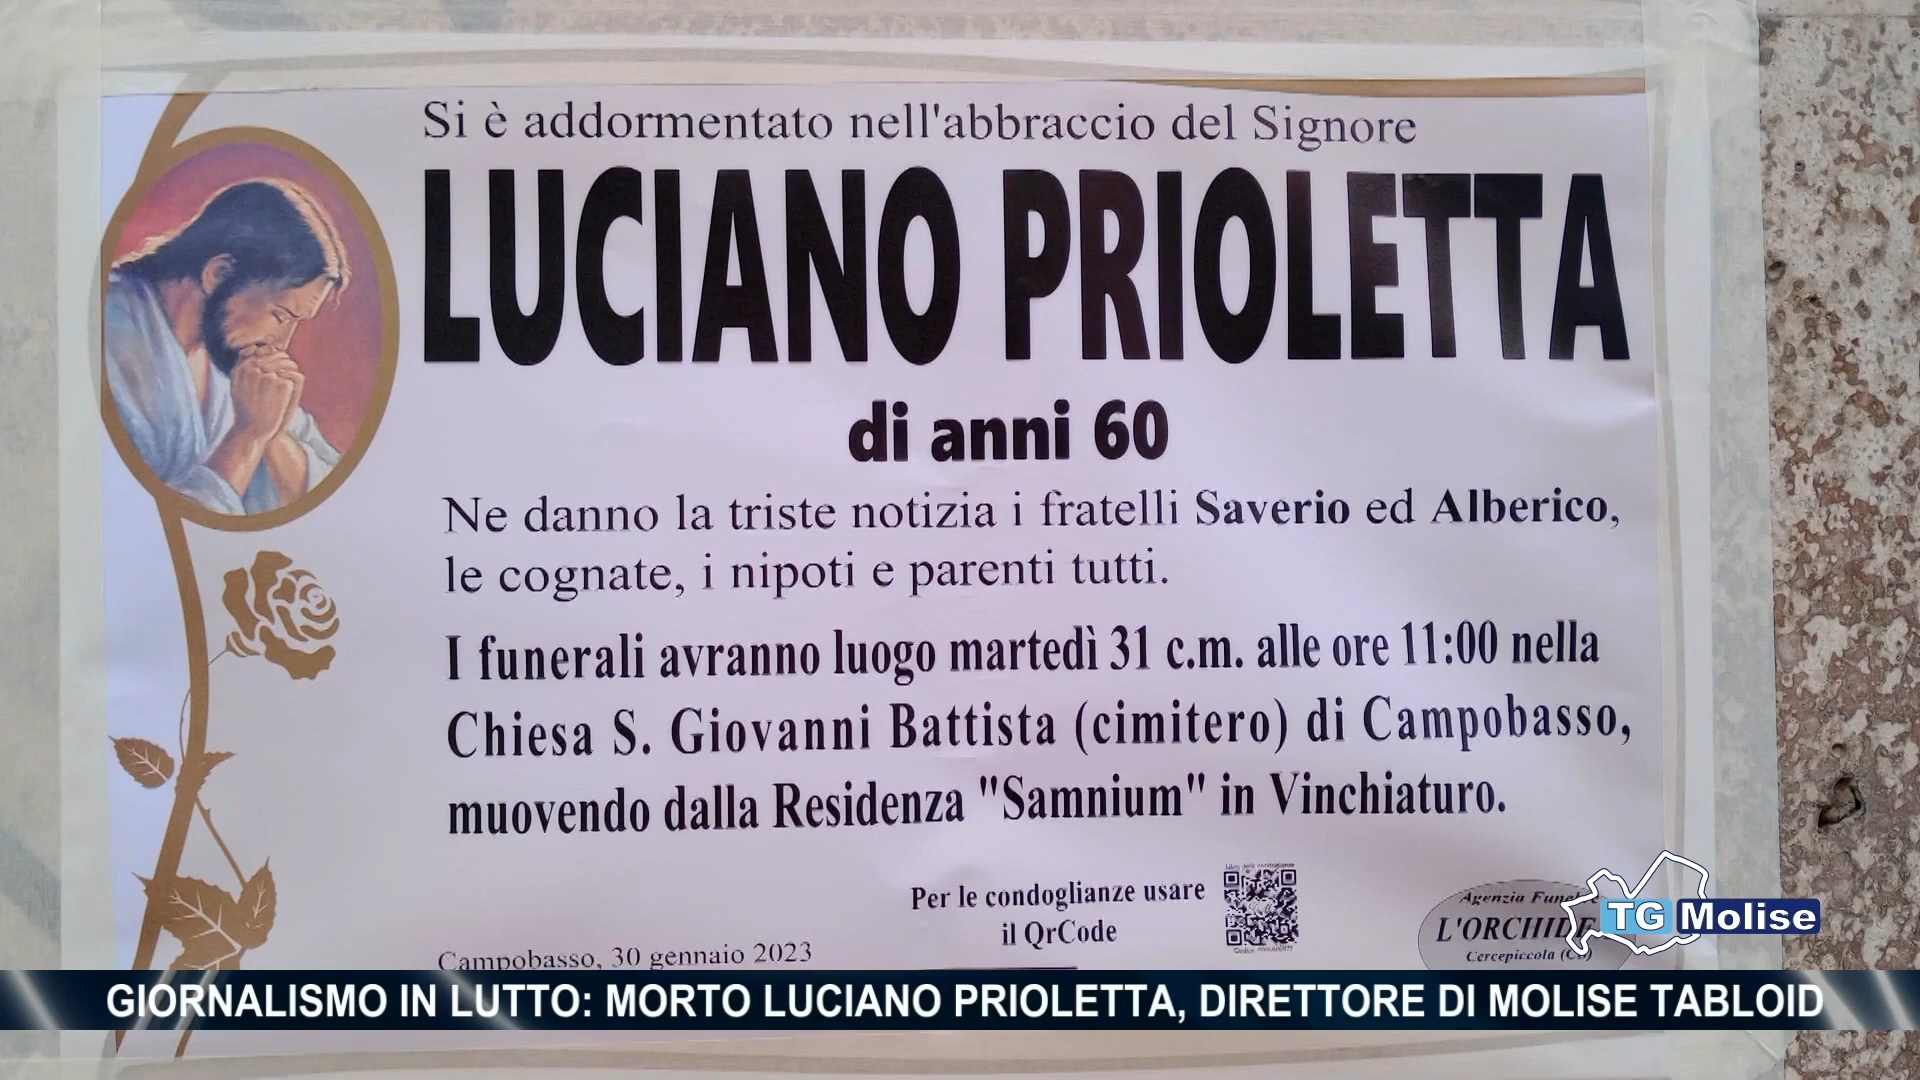 Si è addormentato nell'abbraccio del Signore
LUCIANO PRIOLETTA
di anni 60
Ne danno la triste notizia i fratelli Saverio ed Alberico,
le cognate, i nipoti e parenti tutti.
I funerali avranno luogo martedì 31 c.m. alle ore 11:00 nella
Chiesa S. Giovanni Battista (cimitero) di Campobasso,
muovendo dalla Residenza "Samnium" in Vinchiaturo.
Per le condoglianze usare
il QrCode
Campobasso, 30 gennaio 2023
Agenzia
L'ORCHIDE
Cercepiccola
TG Molise
GIORNALISMO IN LUTTO: MORTO LUCIANO PRIOLETTA, DIRETTORE DI MOLISE TABLOID